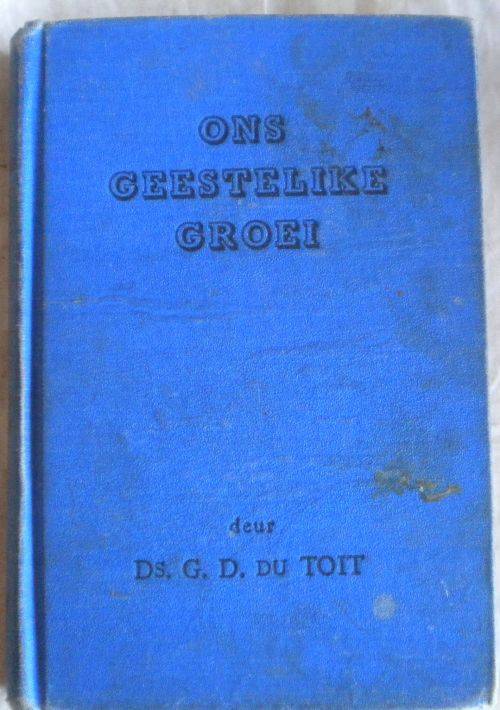 ONS
GEESTELIKE
GROEI
deur
Ds. G. D. DU TOIT